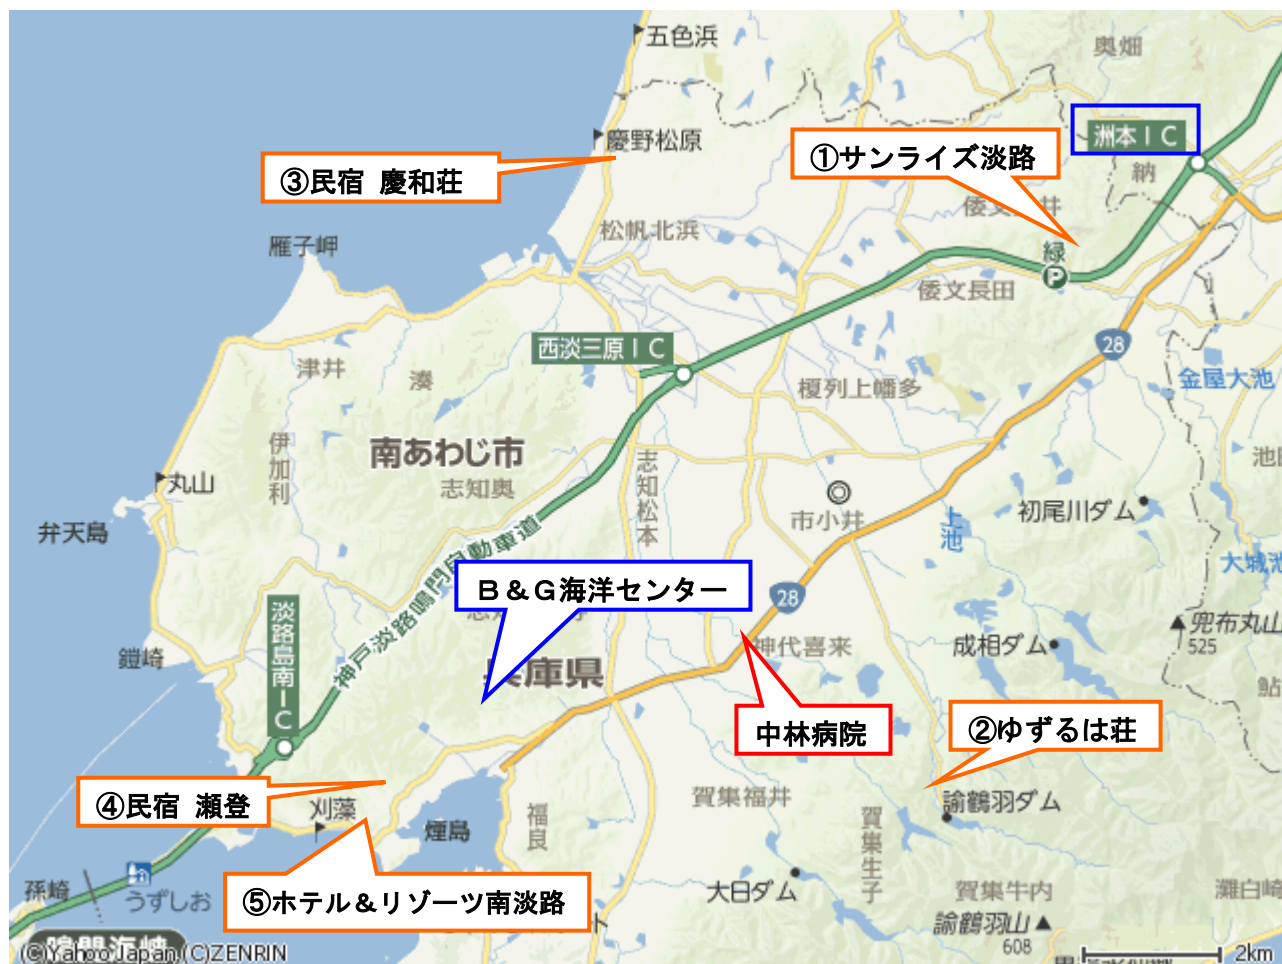 五色浜
奥畑
慶野松原
洲本IC
①サンライズ淡路
納
③民宿 慶和荘
松帆北浜
雁子岬
緑
P
倭文長田
西淡三原IC
28
津井
湊
榎列上幡多
金屋大池
南あわじ市
伊加利
志知奥
志知松本
丸山
市小井
上池
初尾川ダム
弁天島
大城池
神戸淡路鳴門自動車道
B&G海洋センター
28
淡路島南IC
神代喜来
成相ダム
兜布丸山
525
鎧崎
兵庫県
鮎
中林病院
②ゆずるは荘
④民宿 瀬登
刈藻
煙島
福良
賀集福井
賀集生子
諭鶴羽ダム
孫崎
うずしお
⑤ホテル&リゾーツ南淡路
大日ダム
賀集牛内
灘白崎
諭鶴羽山
608
鳴門海峡
(C)Yahoo Japan,(C)ZENRIN
2km